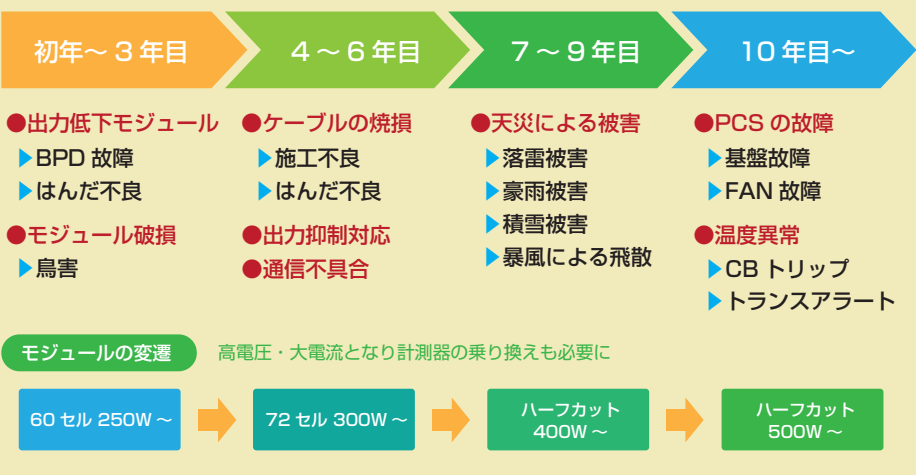 初年～3年目
4～6年目
7～9年目
10年目～
●出力低下モジュール
▶BPD 故障
▶はんだ不良
●モジュール破損
▶鳥害
●ケーブルの焼損
▶施工不良
▶はんだ不良
●出力抑制対応
●通信不具合
●天災による被害
▶落雷被害
▶豪雨被害
▶積雪被害
▶暴風による飛散
●PCS の故障
▶基盤故障
▶FAN 故障
●温度異常
▶CB トリップ
▶トランスアラート
モジュールの変遷
高電圧・大電流となり計測器の乗り換えも必要に
60 セル 250W～
72 セル 300W～
ハーフカット
400W～
ハーフカット
500W～